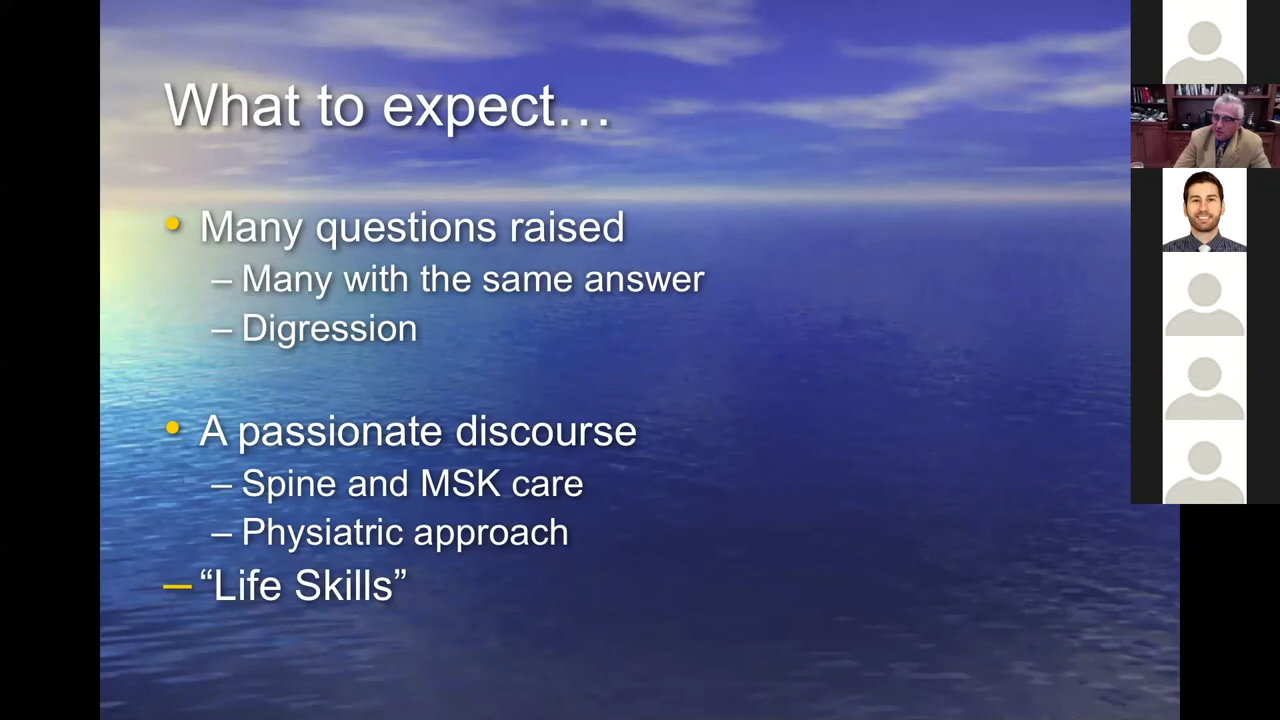 What to expect…
• Many questions raised
– Many with the same answer
– Digression
• A passionate discourse
– Spine and MSK care
– Physiatric approach
– “Life Skills”